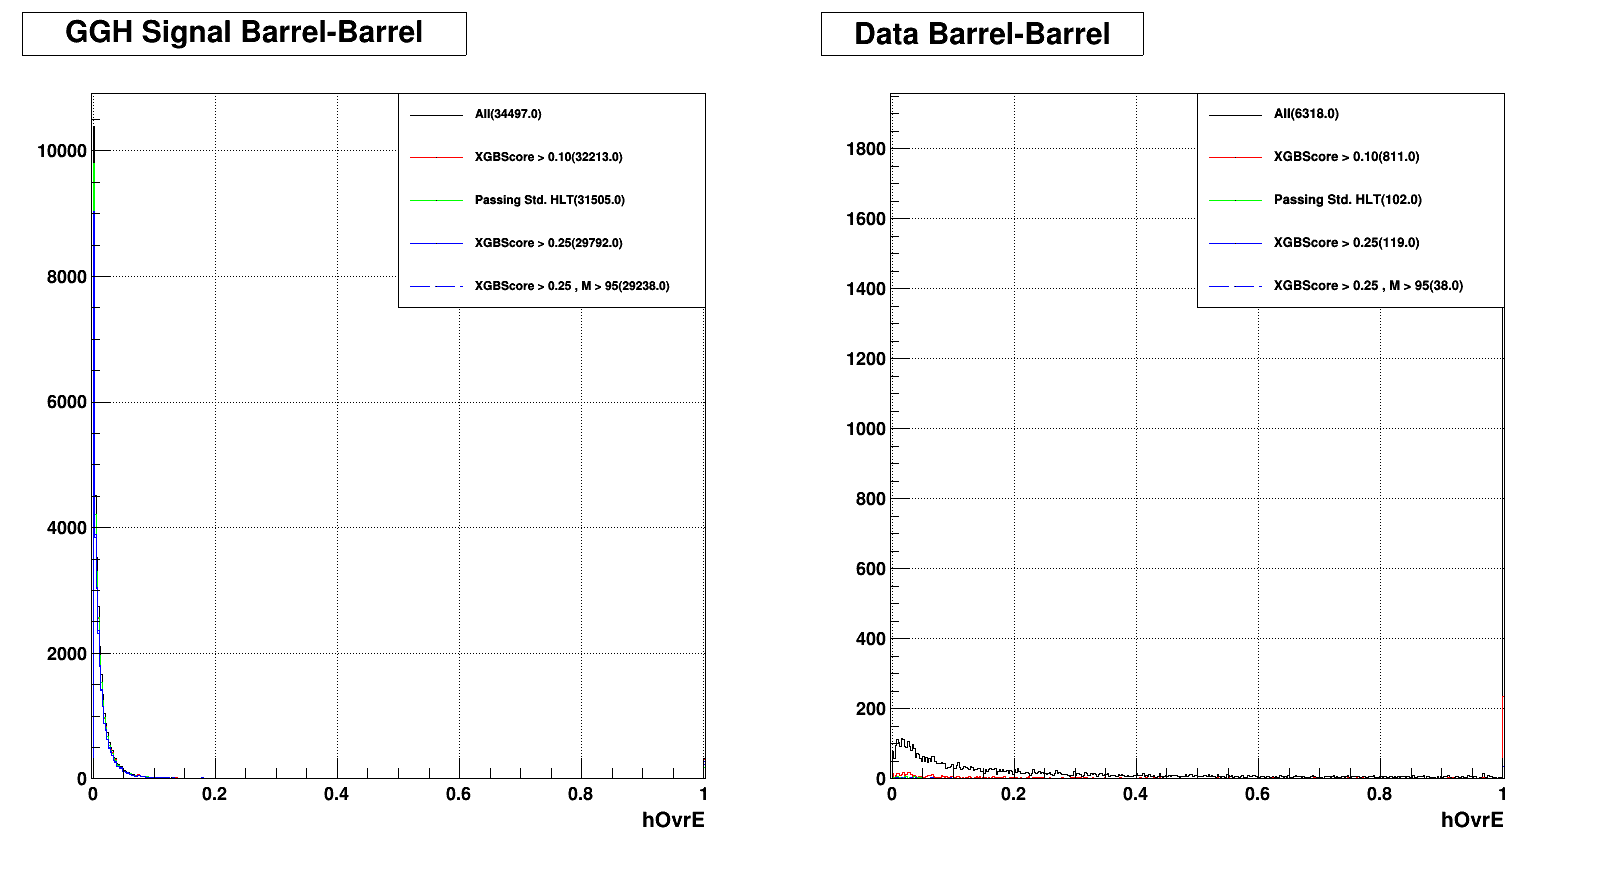 GGH Signal Barrel-Barrel
All(34497.0)
XGBScore > 0.10(32213.0)
Passing Std. HLT(31505.0)
XGBScore > 0.25(29792.0)
XGBScore > 0.25 , M > 95(29238.0)
10000
8000
6000
4000
2000
0
0 0.2 0.4 0.6 0.8 1
hOvrE
Data Barrel-Barrel
All(6318.0)
XGBScore > 0.10(811.0)
Passing Std. HLT(102.0)
XGBScore > 0.25(119.0)
XGBScore > 0.25 , M > 95(38.0)
1800
1600
1400
1200
1000
800
600
400
200
0
0 0.2 0.4 0.6 0.8 1
hOvrE